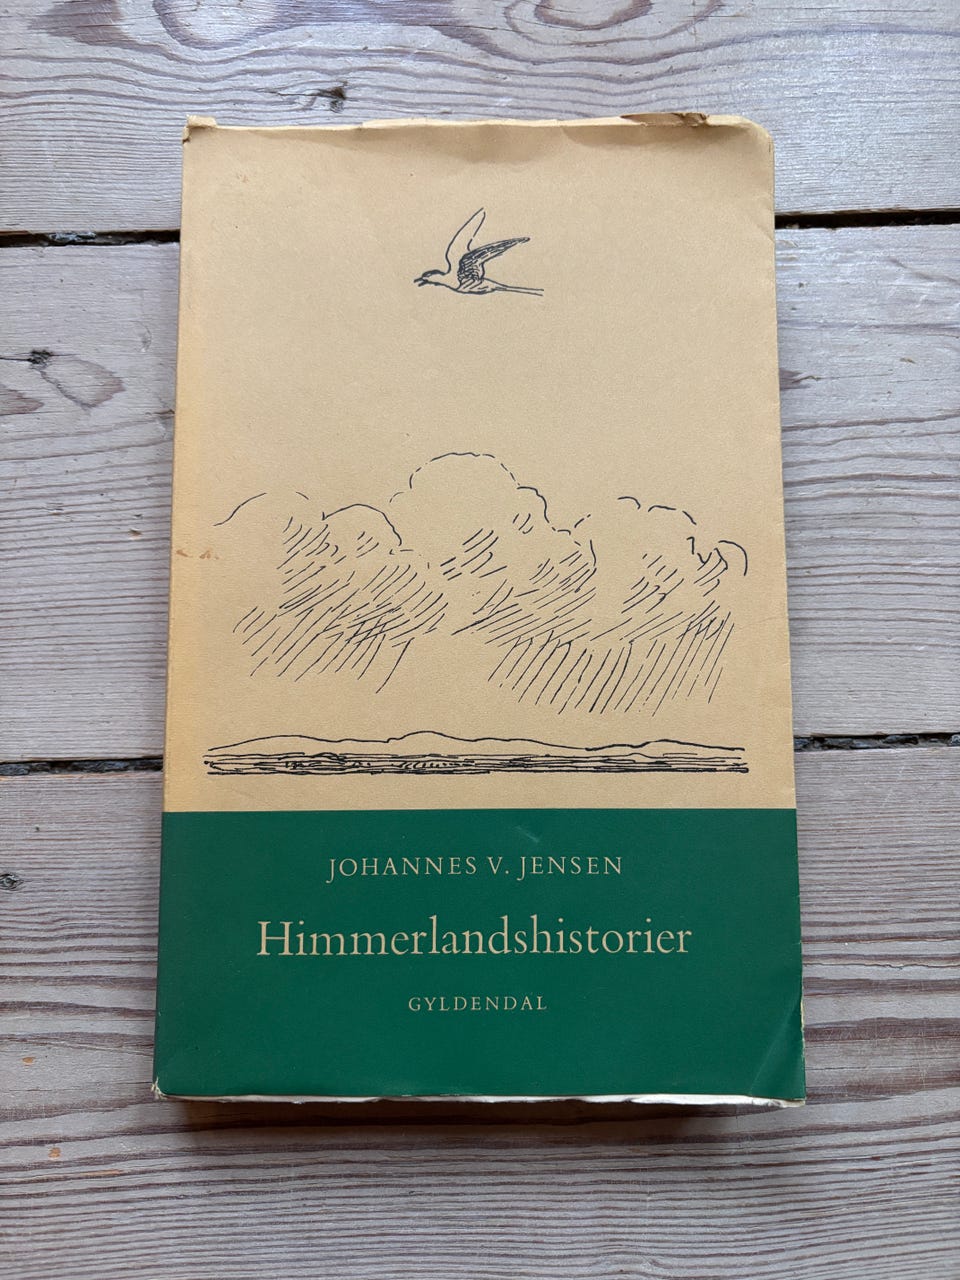 JOHANNES V. JENSEN
Himmerlandshistorier
GYLDENDAL